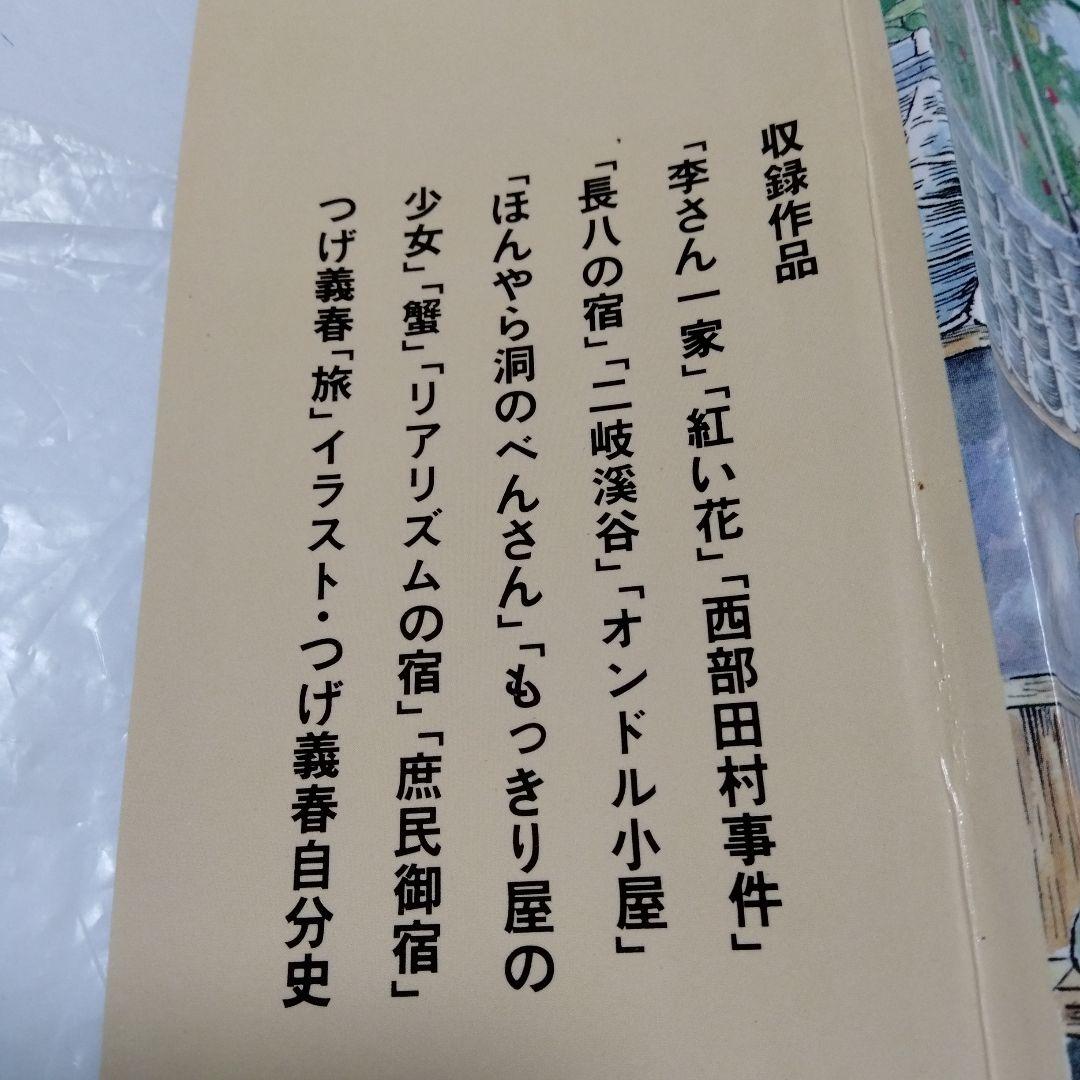 収録作品
「李さん一家」「紅い花」「西部田村事件」
「長八の宿」「二岐渓谷」「オンドル小屋」
「ほんやら洞のべんさん」「もっきり屋の
少女」「蟹」「リアリズムの宿」「庶民御宿」
つげ義春「旅」イラスト・つげ義春自分史